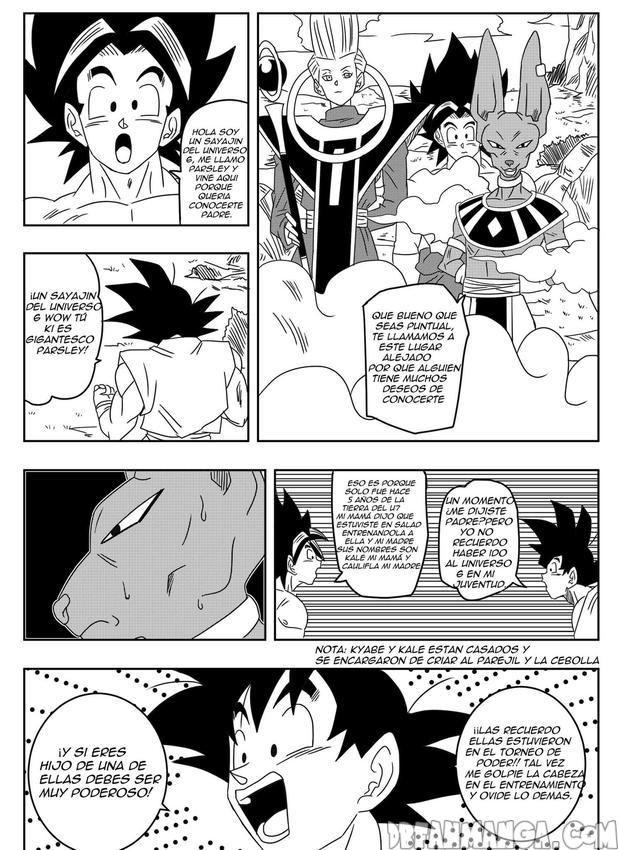 HOLA SOY
UN SAYAJIN
DEL UNIVERSO
6, ME LLAMO
PARSLEY Y
VINE AQUI
PORQUE
QUERIA
CONOCERTE
PADRE.
QUE BUENO QUE
SEAS PUNTUAL,
TE LLAMAMOS A
ESTE LUGAR
ALEJADO
POR QUE ALGUIEN
TIENE MUCHOS
DESEOS DE
CONOCERTE
¡UN SAYAJIN
DEL UNIVERSO
6 WOW TÚ
KI ES
GIGANTESCO
PARSLEY!
UN MOMENTO
¿ME DIJISTE
PADRE?PERO
YO NO
RECUERDO
HABER IDO
AL UNIVERSO
6 EN MI
JUVENTUD.
ESO ES PORQUE
SOLO FUE HACE
5 AÑOS DE LA
TIERRA DEL U7
MI MAMÁ DIJO QUE
ESTUVISTE EN SALAD
ENTRENANDOLA A
ELLA Y MI MADRE
SUS NOMBRES SON
KALE MI MAMÁ Y
CAULIFLA MI MADRE
NOTA: KYABE Y KALE ESTAN CASADOS Y
SE ENCARGARON DE CRIAR AL PAREJIL Y LA CEBOLLA
¡¡LAS RECUERDO
ELLAS ESTUVIERON
EN EL TORNEO DE
PODER!! TAL VEZ
ME GOLPIE LA CABEZA
EN EL ENTRENAMIENTO
Y OVIDE LO DEMAS.
¡Y SI ERES
HIJO DE UNA DE
ELLAS DEBES SER
MUY PODEROSO!
DBFANMANGA.COM